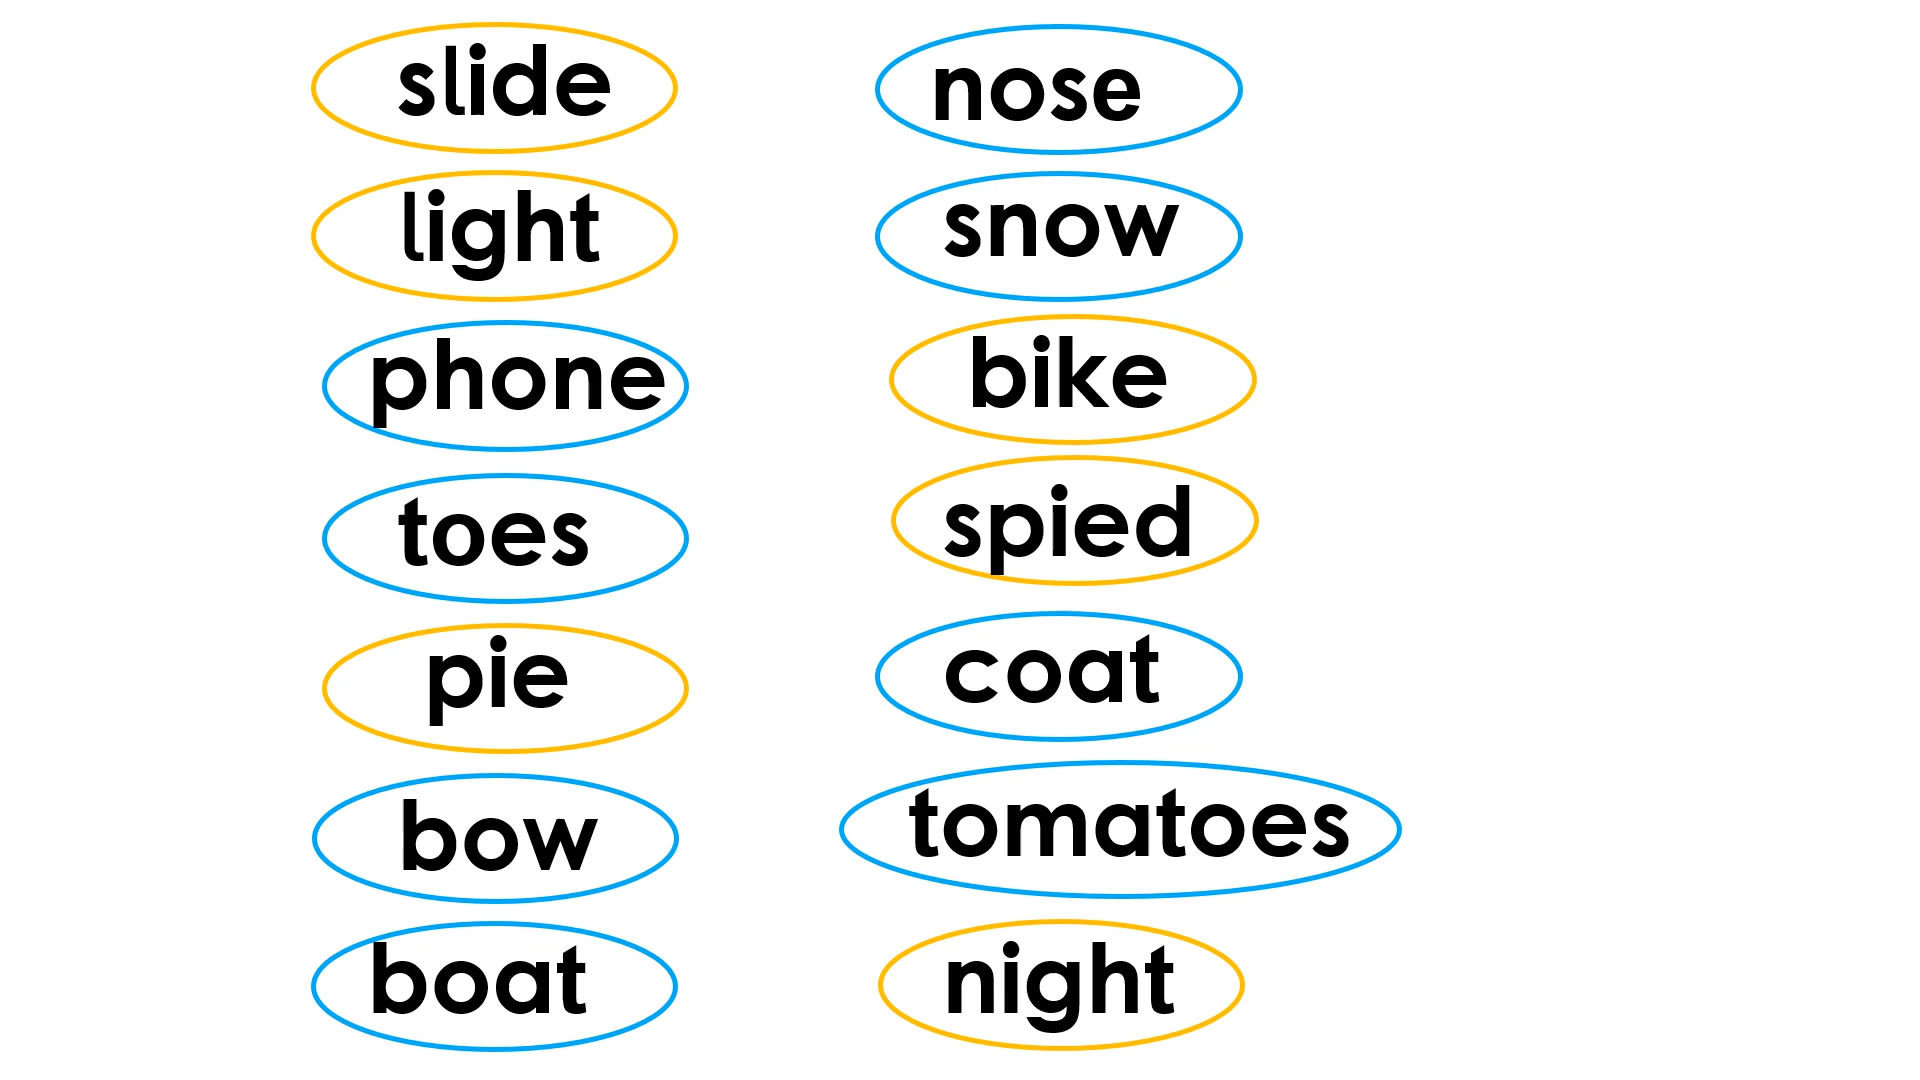 slide
light
phone
toes
pie
bow
boat
nose
snow
bike
spied
coat
tomatoes
night